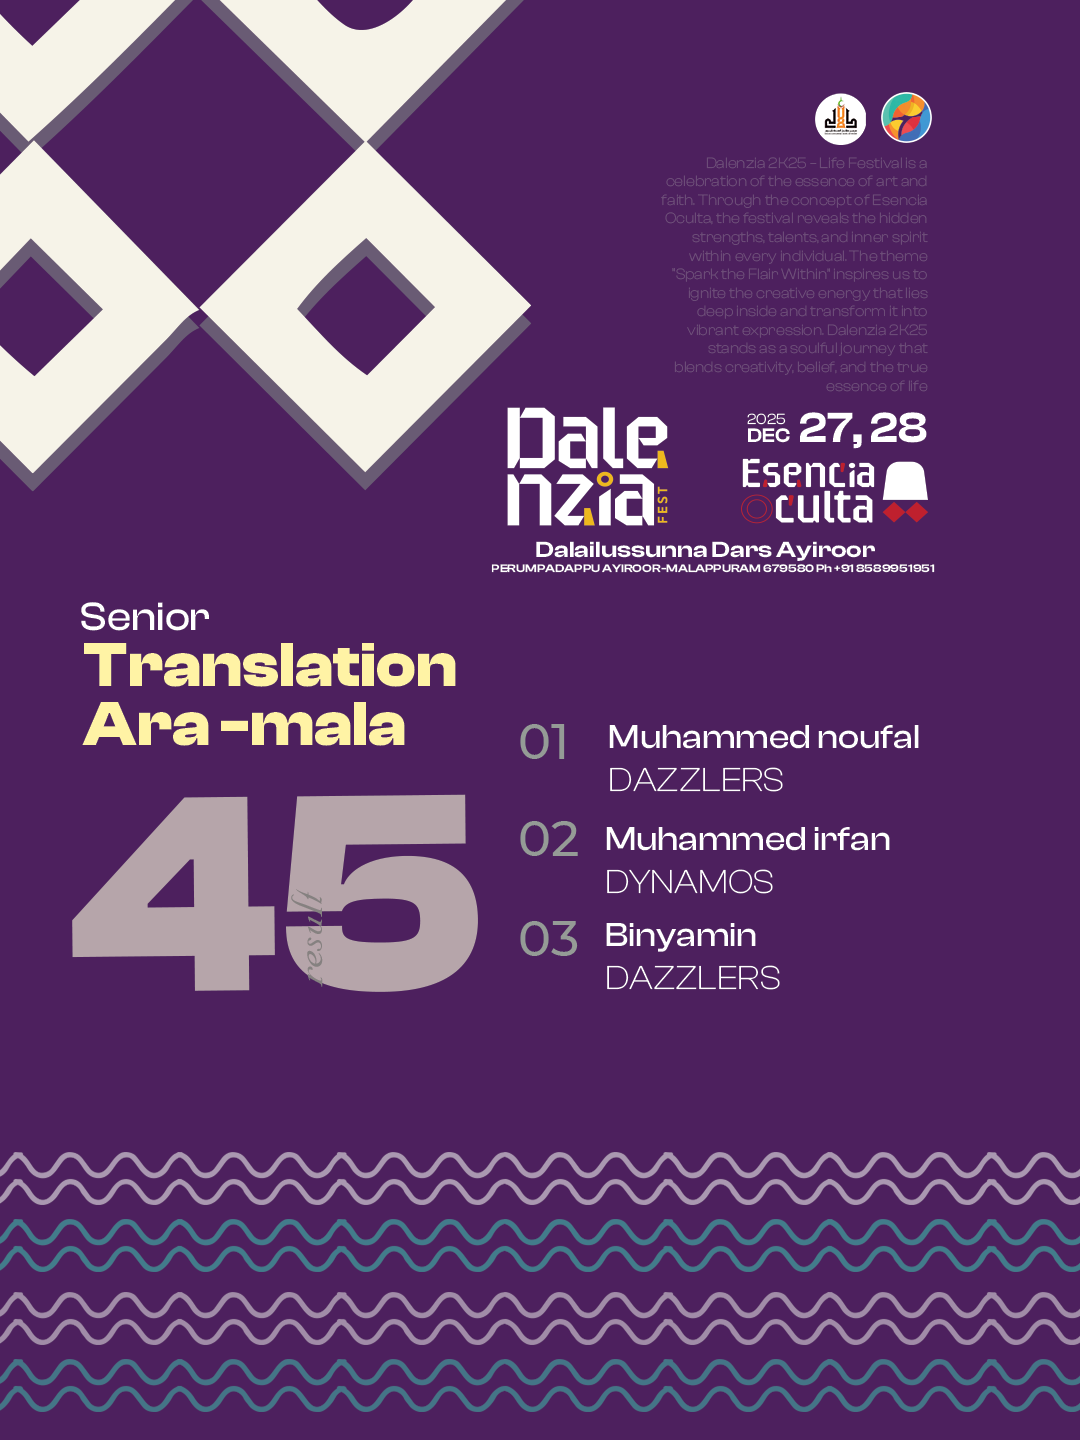 Dalenzia 2K25 – Life Festival is a
celebration of the essence of art and
faith. Through the concept of Esencia
Oculta, the festival reveals the hidden
strengths, talents, and inner spirit
within every individual. The theme
"Spark the Flair Within" inspires us to
ignite the creative energy that lies
deep inside and transform it into
vibrant expression. Dalenzia 2K25
stands as a soulful journey that
blends creativity, belief, and the true
essence of life
Dale
nzia
FEST
2025
DEC 27, 28
Esencia
Oculta
Dalailussunna Dars Ayiroor
PERUMPADAPPU AYIROOR-MALAPPURAM 679580 Ph +91 8589951951
Senior
Translation
Ara -mala
45
result
01 Muhammed noufal
DAZZLERS
02 Muhammed irfan
DYNAMOS
03 Binyamin
DAZZLERS